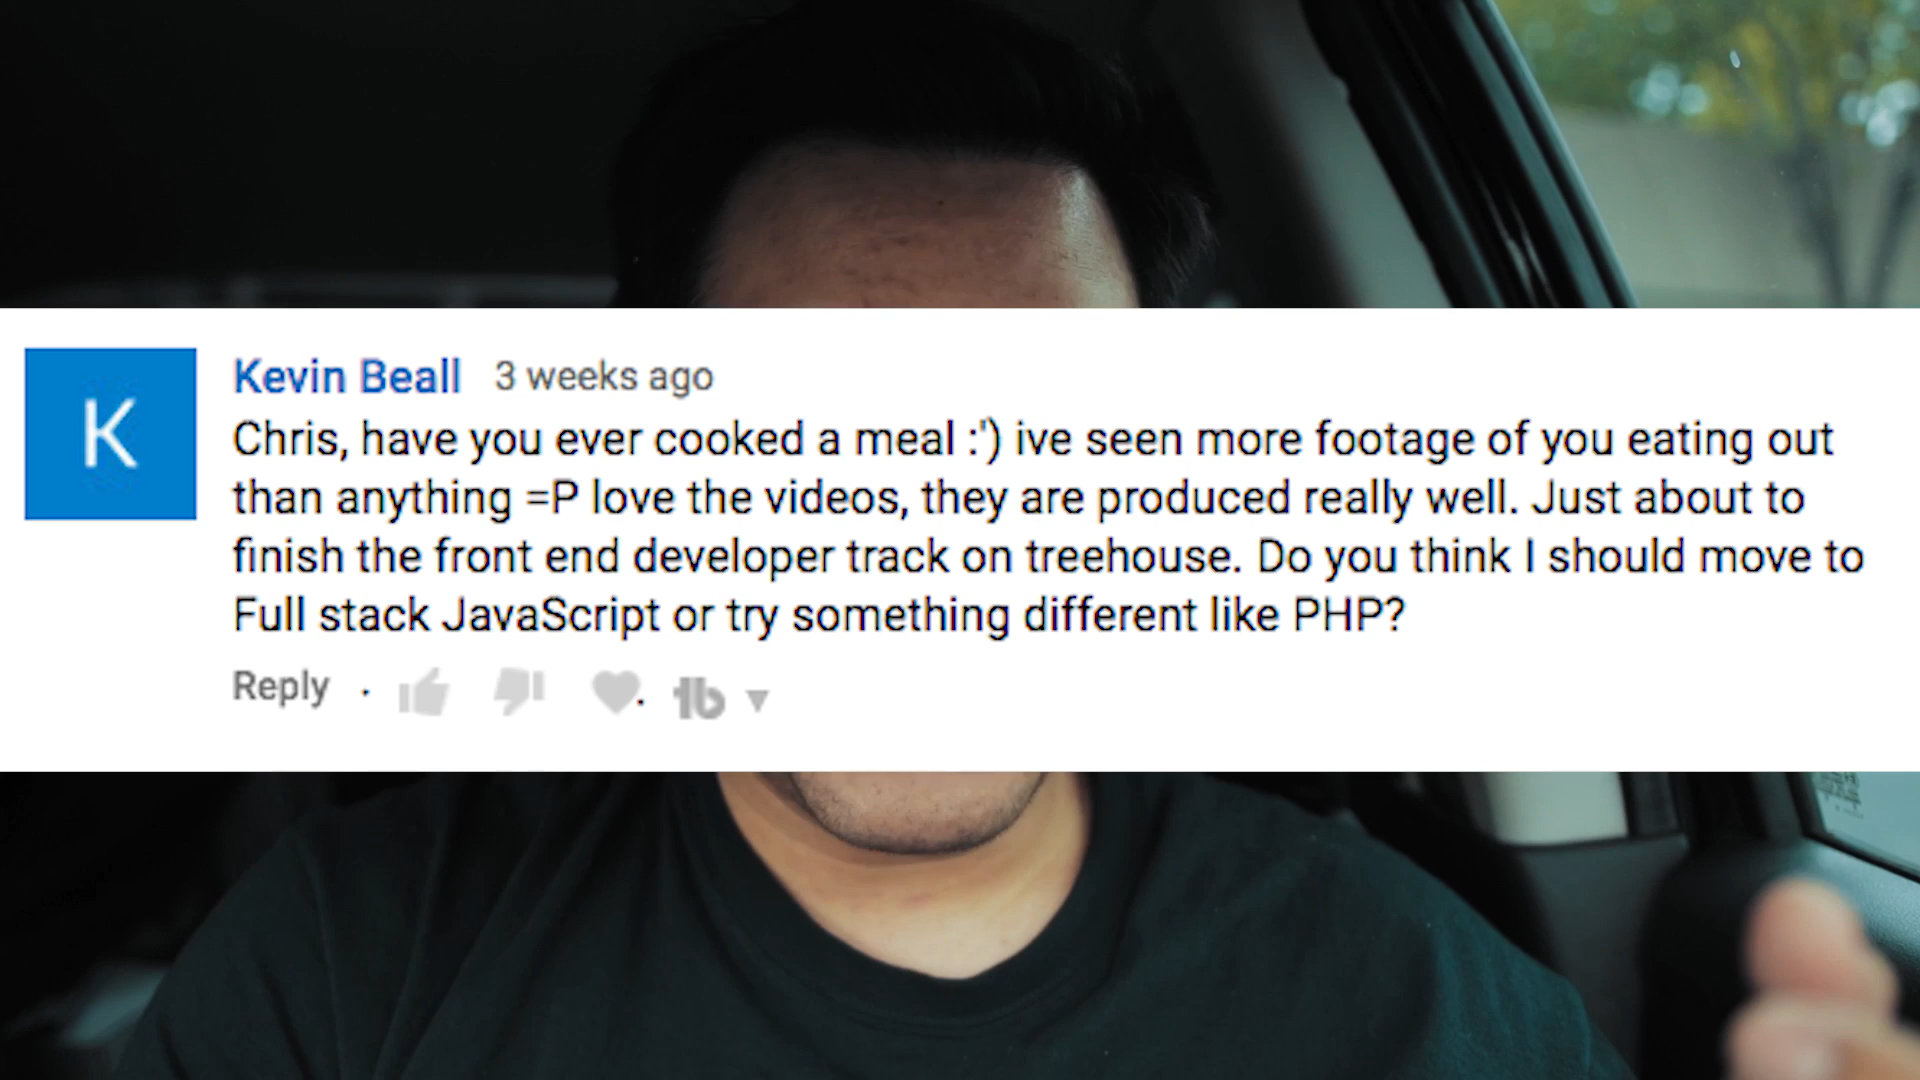 K
Kevin Beall 3 weeks ago
Chris, have you ever cooked a meal :') ive seen more footage of you eating out
than anything =P love the videos, they are produced really well. Just about to
finish the front end developer track on treehouse. Do you think I should move to
Full stack JavaScript or try something different like PHP?
Reply · tb ▼